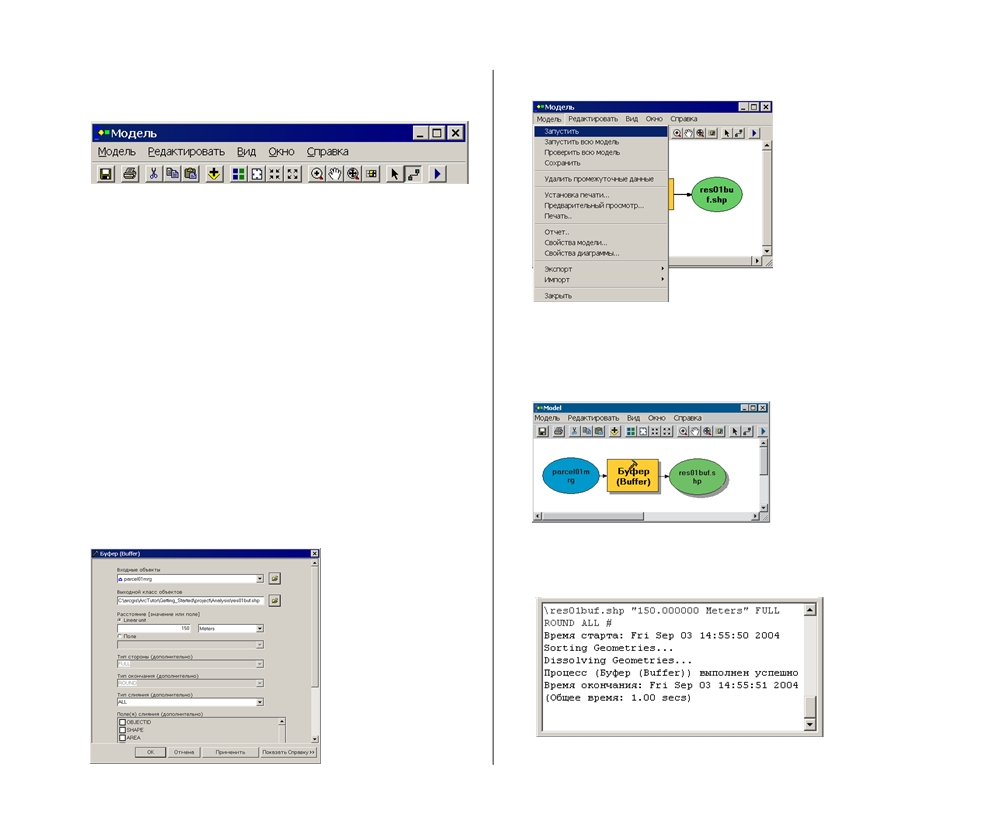 Модель
Модель Редактировать Вид Окно Справка
Буфер (Buffer)
Входные объекты
parcel01mrg
Выходной класс объектов
C:\arcgis\ArcTutor\Getting_Started\project\Analysis\res01buf.shp
Расстояние [значение или поле]
Linear unit
150 Meters
Поле
Тип стороны (дополнительно)
FULL
Тип окончания (дополнительно)
ROUND
Тип слияния (дополнительно)
ALL
Поле(я) слияния (дополнительно)
OBJECTID
SHAPE
AREA
ОК Отмена Применить Показать Справку >>
Модель
Модель Редактировать Вид Окно Справка
Запустить
Запустить всю модель
Проверить всю модель
Сохранить
Удалить промежуточные данные
Установка печати...
Предварительный просмотр...
Печать..
Отчет..
Свойства модели...
Свойства диаграммы...
Экспорт
Импорт
Закрыть
res01bu
f.shp
Model
Модель Редактировать Вид Окно Справка
parcel01m
rg
Буфер
(Buffer)
res01buf.s
hp
\res01buf.shp "150.000000 Meters" FULL
ROUND ALL #
Время старта: Fri Sep 03 14:55:50 2004
Sorting Geometries...
Dissolving Geometries...
Процесс (Буфер (Buffer)) выполнен успешно
Время окончания: Fri Sep 03 14:55:51 2004
(Общее время: 1.00 secs)